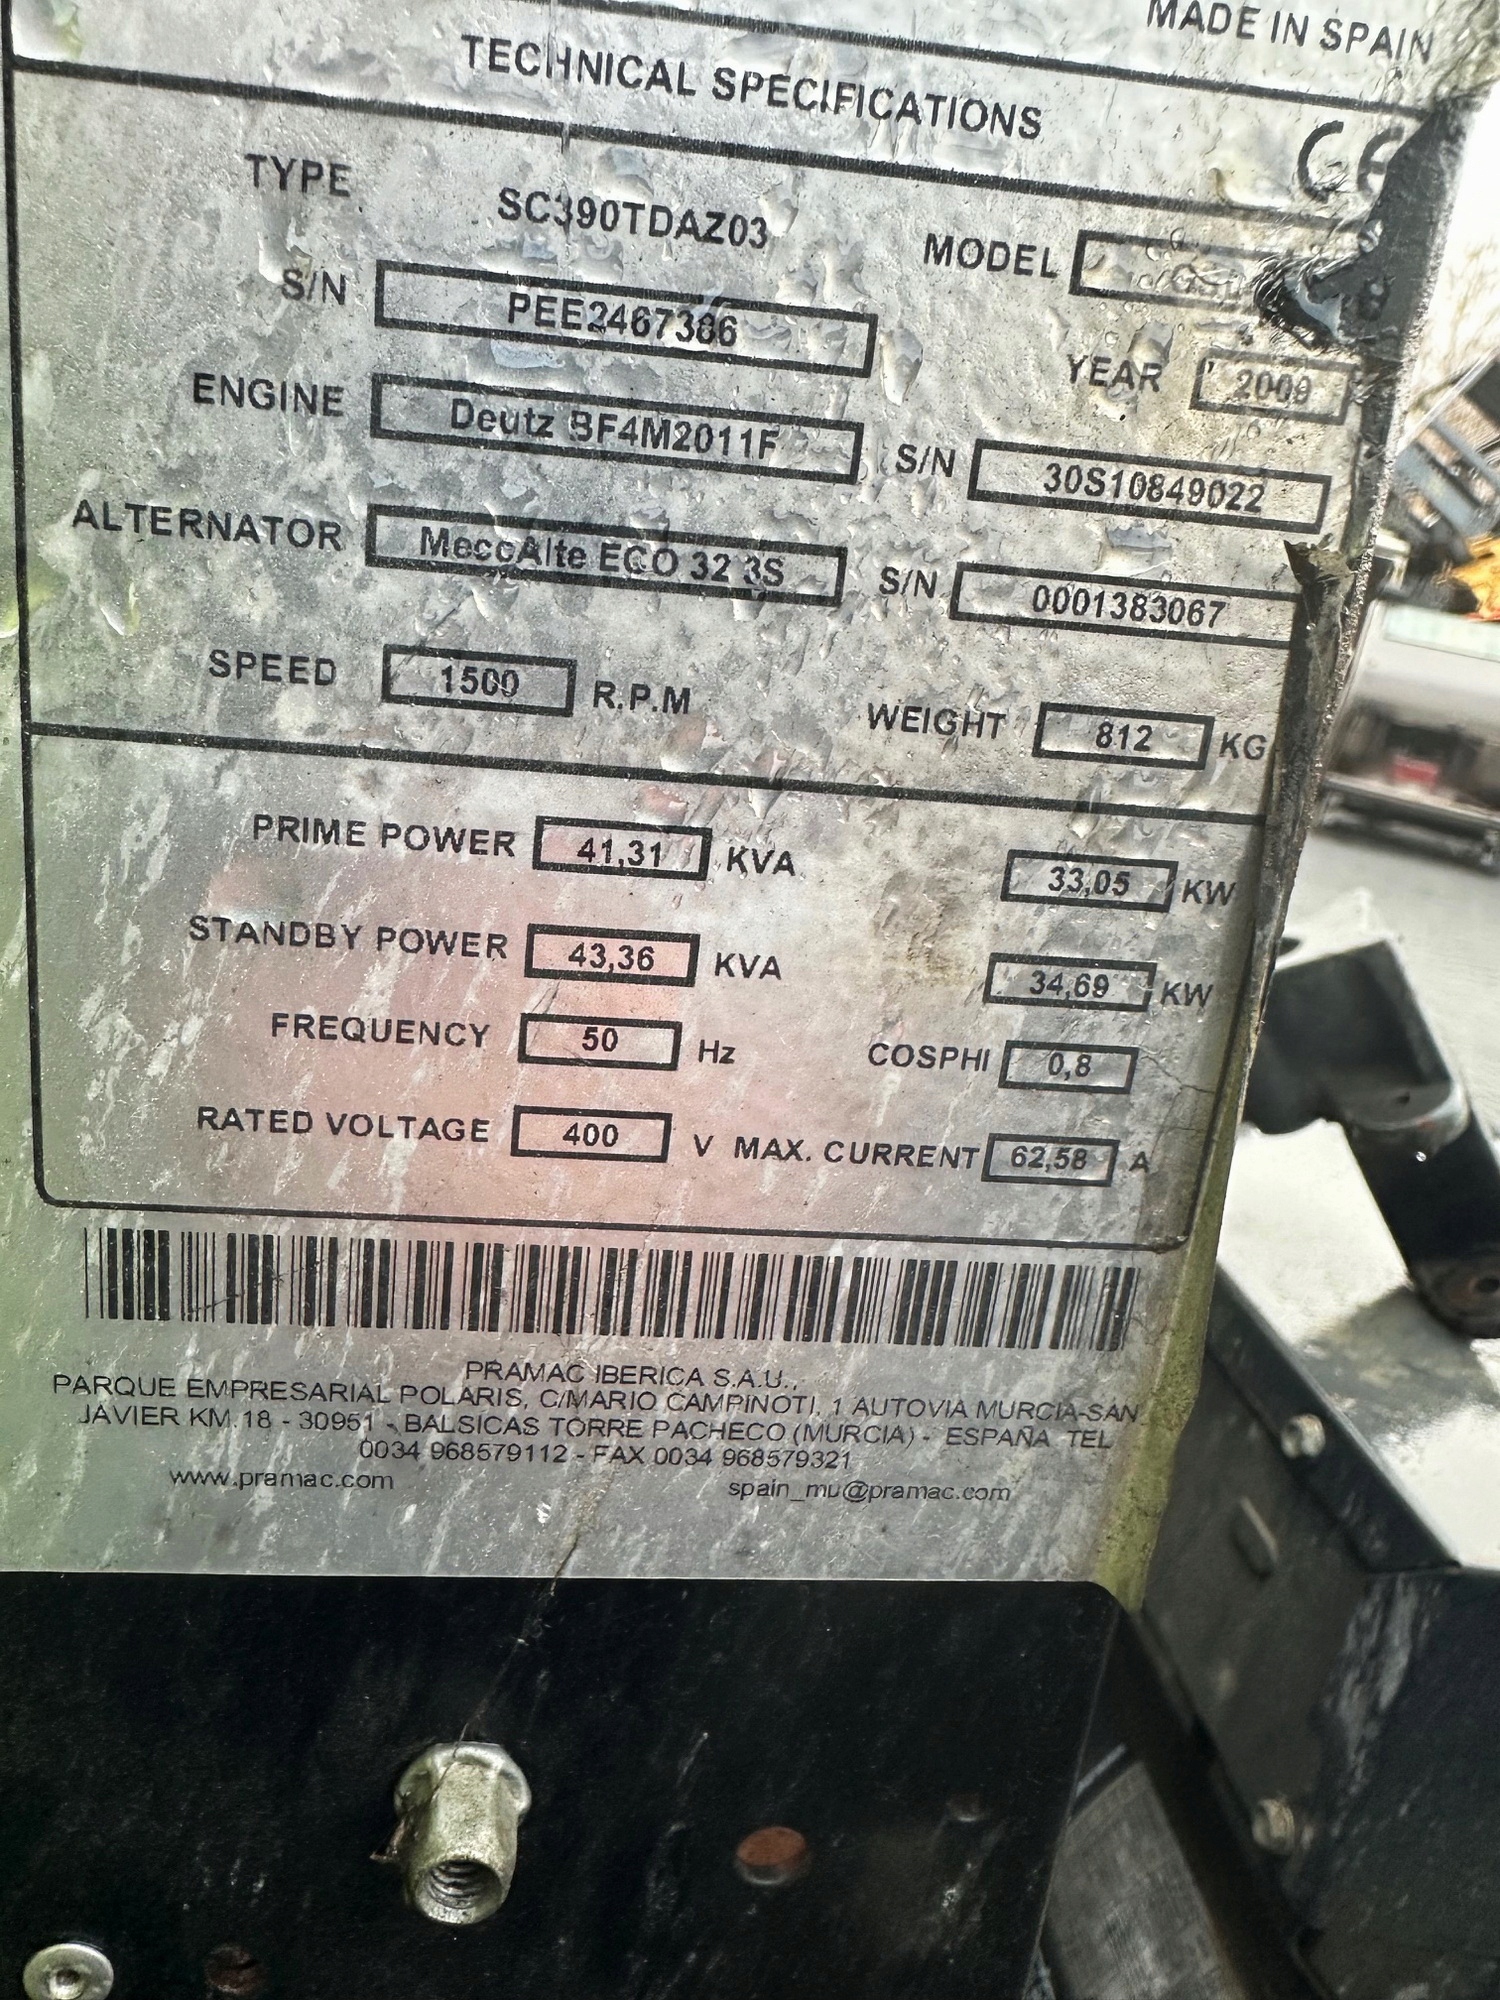 MADE IN SPAIN
TECHNICAL SPECIFICATIONS
CE
TYPE SC390TDAZ03 MODEL
S/N PEE2467386 YEAR 2009
ENGINE Deutz BF4M2011F S/N 30S10849022
ALTERNATOR MeccAlte ECO 32 3S S/N 0001383067
SPEED 1500 R.P.M WEIGHT 812 KG
PRIME POWER 41,31 KVA 33,05 KW
STANDBY POWER 43,36 KVA 34,69 KW
FREQUENCY 50 Hz COSPHI 0,8
RATED VOLTAGE 400 V MAX. CURRENT 62,58 A
PRAMAC IBERICA S.A.U.,
PARQUE EMPRESARIAL POLARIS, C/MARIO CAMPINOTI, 1 AUTOVIA MURCIA-SAN
JAVIER KM.18 - 30951 - BALSICAS TORRE PACHECO (MURCIA) - ESPAÑA TEL
0034 968579112 - FAX 0034 968579321
www.pramac.com spain_mu@pramac.com